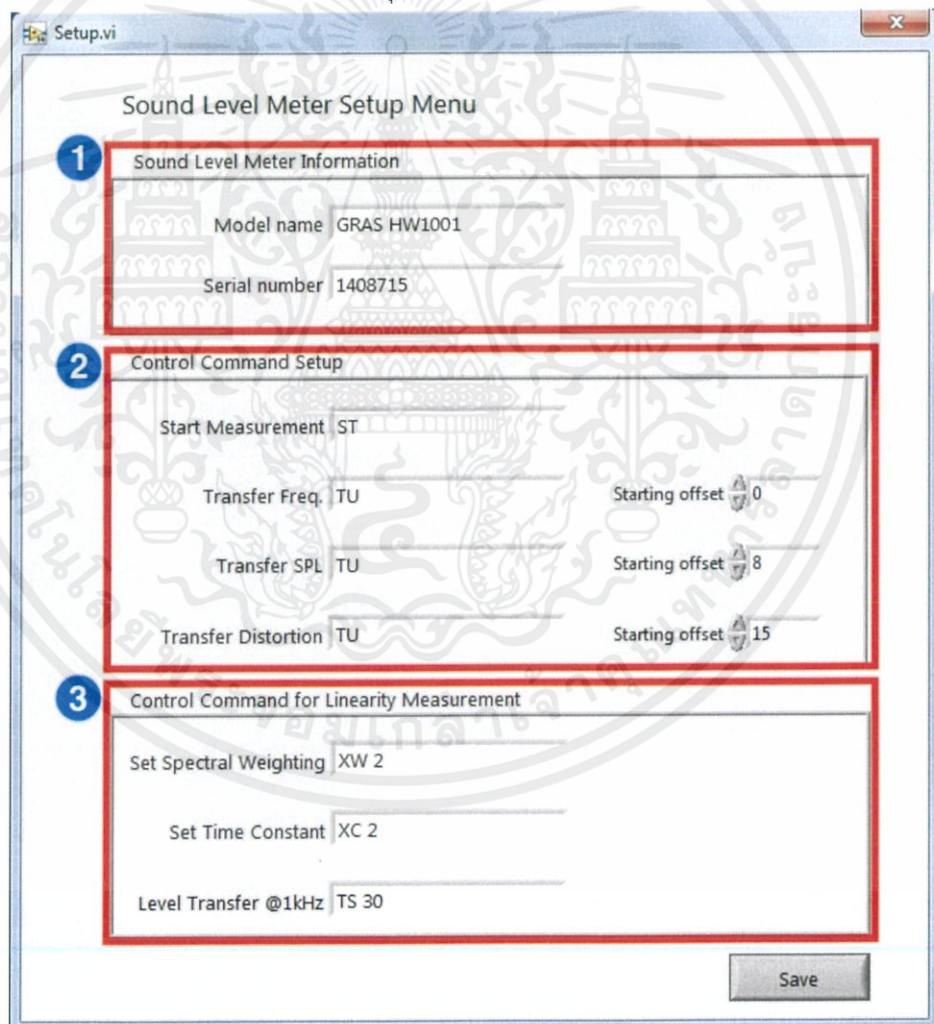 Setup.vi
Sound Level Meter Setup Menu
1
Sound Level Meter Information
Model name GRAS HW1001
Serial number 1408715
2
Control Command Setup
Start Measurement ST
Transfer Freq. TU Starting offset 0
Transfer SPL TU Starting offset 8
Transfer Distortion TU Starting offset 15
3
Control Command for Linearity Measurement
Set Spectral Weighting XW 2
Set Time Constant XC 2
Level Transfer @1kHz TS 30
Save